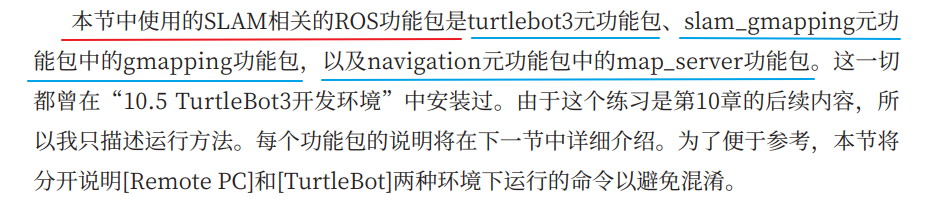 本节中使用的SLAM相关的ROS功能包是turtlebot3元功能包、slam_gmapping元功
能包中的gmapping功能包，以及navigation元功能包中的map_server功能包。这一切
都曾在“10.5 TurtleBot3开发环境”中安装过。由于这个练习是第10章的后续内容，所
以我只描述运行方法。每个功能包的说明将在下一节中详细介绍。为了便于参考，本节将
分开说明[Remote PC]和[TurtleBot]两种环境下运行的命令以避免混淆。